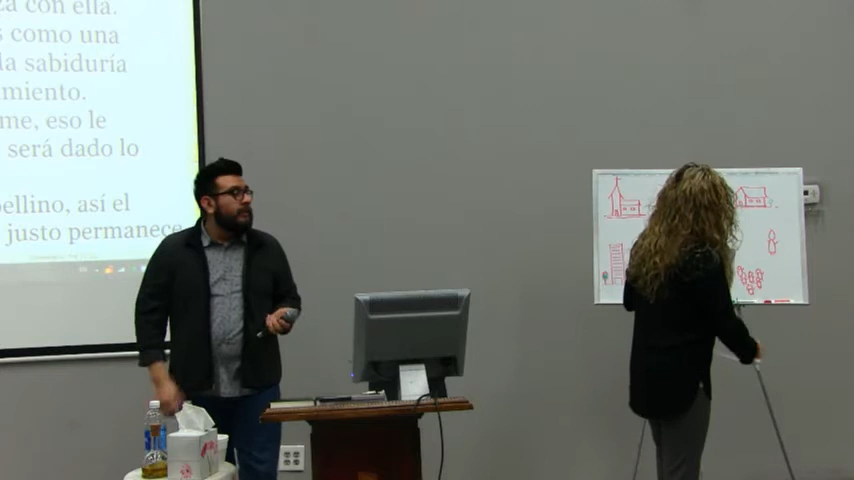 za con ella.
s como una
la sabiduría
miento.
me, eso le
será dado lo
bellino, así el
justo permanece